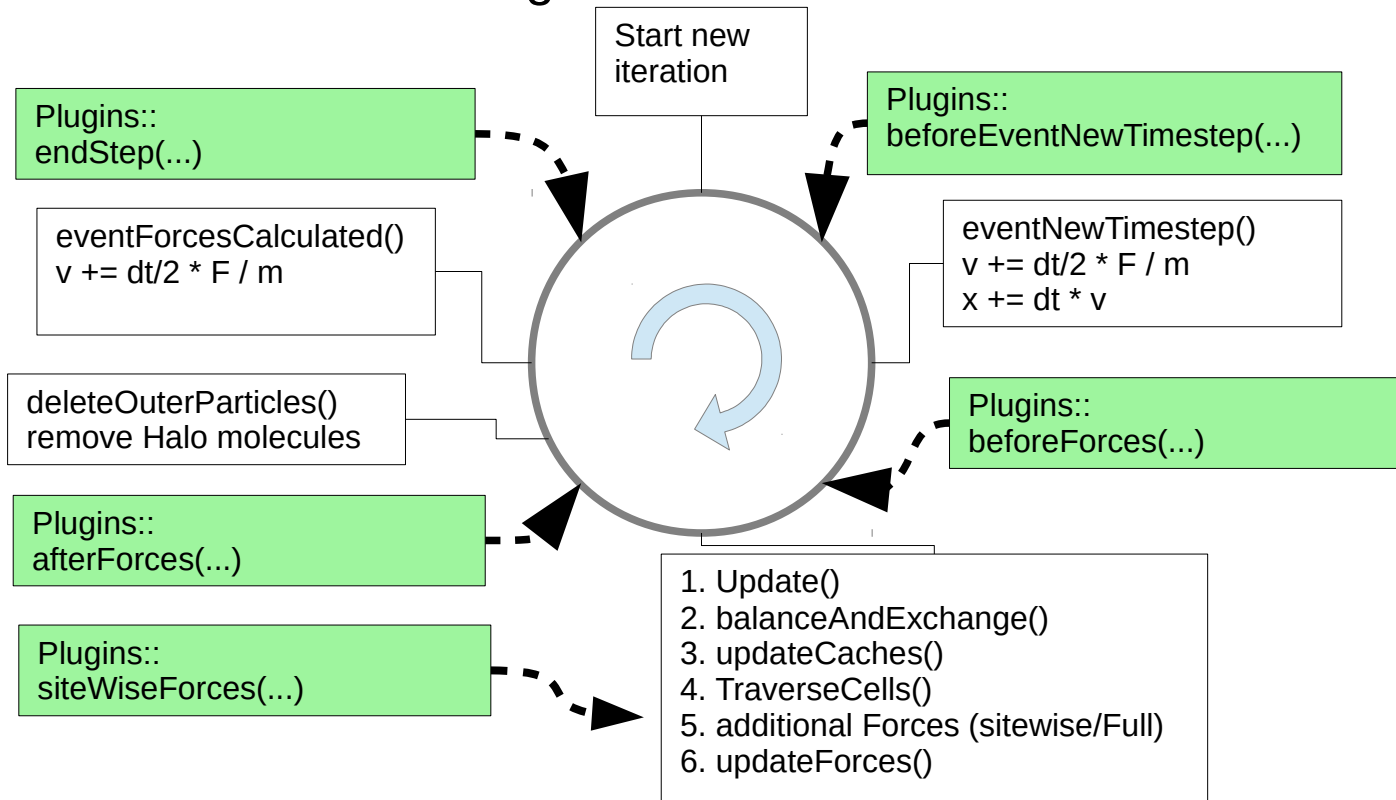 Start new
iteration
Plugins::
endStep(...)
Plugins::
beforeEventNewTimestep(...)
eventForcesCalculated()
v += dt/2 * F / m
eventNewTimestep()
v += dt/2 * F / m
x += dt * v
deleteOuterParticles()
remove Halo molecules
Plugins::
beforeForces(...)
Plugins::
afterForces(...)
Plugins::
siteWiseForces(...)
1. Update()
2. balanceAndExchange()
3. updateCaches()
4. TraverseCells()
5. additional Forces (sitewise/Full)
6. updateForces()